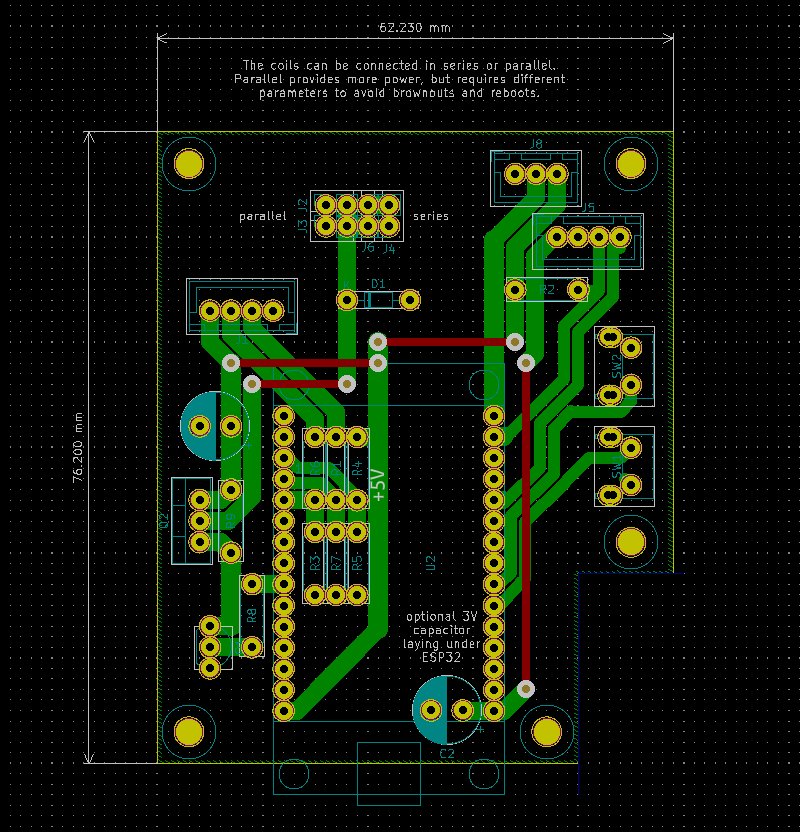 62.230 mm
The coils can be connected in series or parallel.
Parallel provides more power, but requires different
parameters to avoid brownouts and reboots.
J8
J2
J3
parallel
series
J5
J6
J4
D1
R2
J1
SW2
76.200 mm
R4
+5V
Q2
R9
R3
R7
R5
U2
R8
optional 3V
capacitor
laying under
ESP32
+
C2